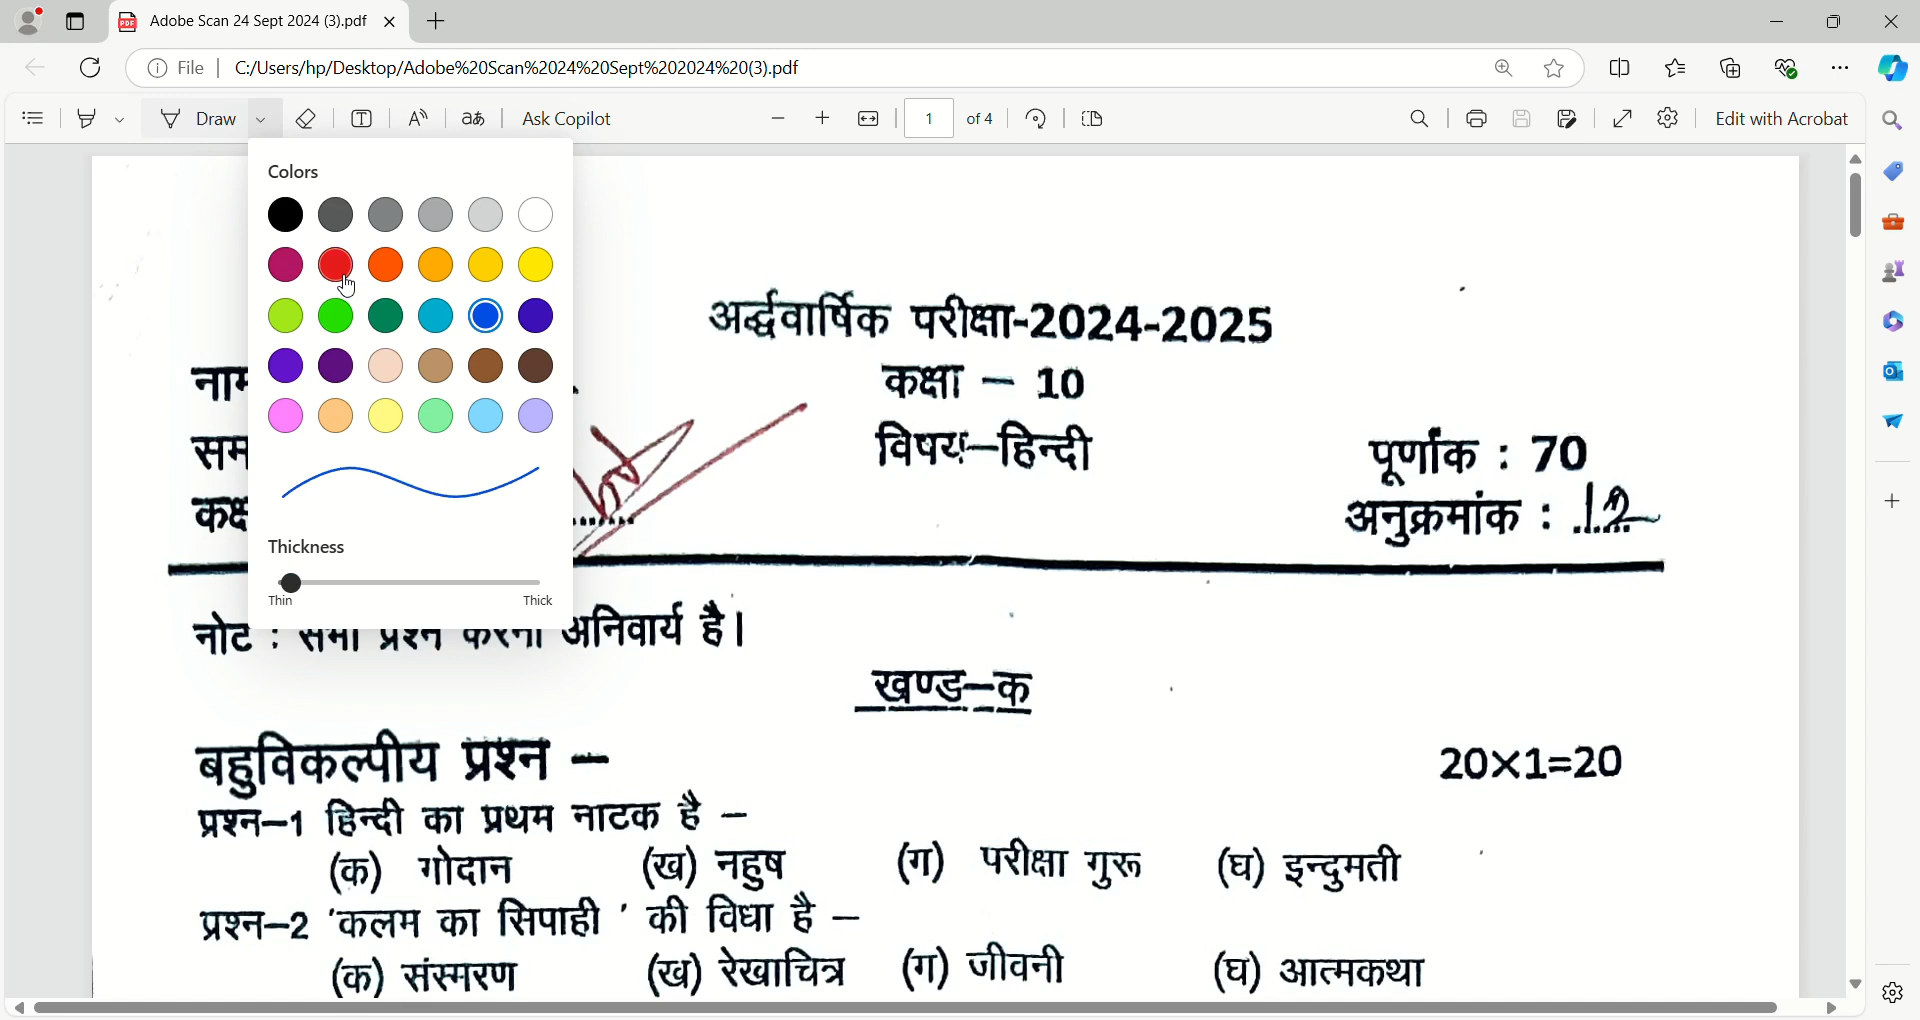 Adobe Scan 24 Sept 2024 (3).pdf
File C:/Users/hp/Desktop/Adobe%20Scan%2024%20Sept%202024%20(3).pdf
Draw Ask Copilot 1 of 4 Edit with Acrobat
Colors
Thickness
Thin Thick
अर्द्धवार्षिक परीक्षा-2024-2025
कक्षा - 10
विषय-हिन्दी
पूर्णांक : 70
अनुक्रमांक : 12
नोट : सभी प्रश्न करना अनिवार्य है।
खण्ड-क
बहुविकल्पीय प्रश्न - 20×1=20
प्रश्न-1 हिन्दी का प्रथम नाटक है -
(क) गोदान (ख) नहुष (ग) परीक्षा गुरू (घ) इन्दुमती
प्रश्न-2 'कलम का सिपाही ' की विधा है -
(क) संस्मरण (ख) रेखाचित्र (ग) जीवनी (घ) आत्मकथा